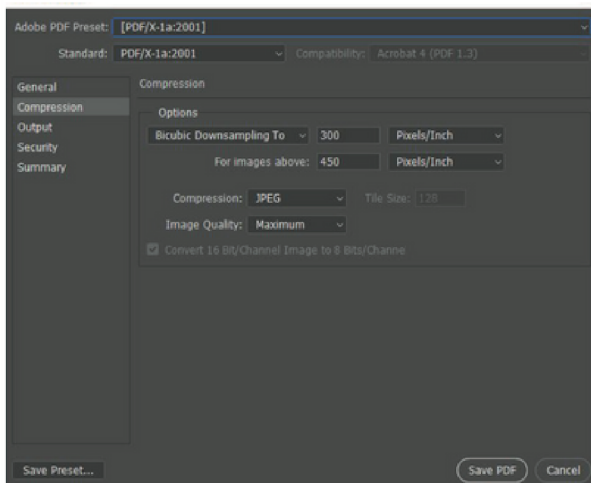 Adobe PDF Preset: [PDF/X-1a:2001]
Standard: PDF/X-1a:2001 Compatibility: Acrobat 4 (PDF 1.3)
General
Compression
Output
Security
Summary
Compression
Options
Bicubic Downsampling To 300 Pixels/Inch
For images above: 450 Pixels/Inch
Compression: JPEG Tile Size: 128
Image Quality: Maximum
Convert 16 Bit/Channel Image to 8 Bits/Channe
Save Preset... Save PDF Cancel